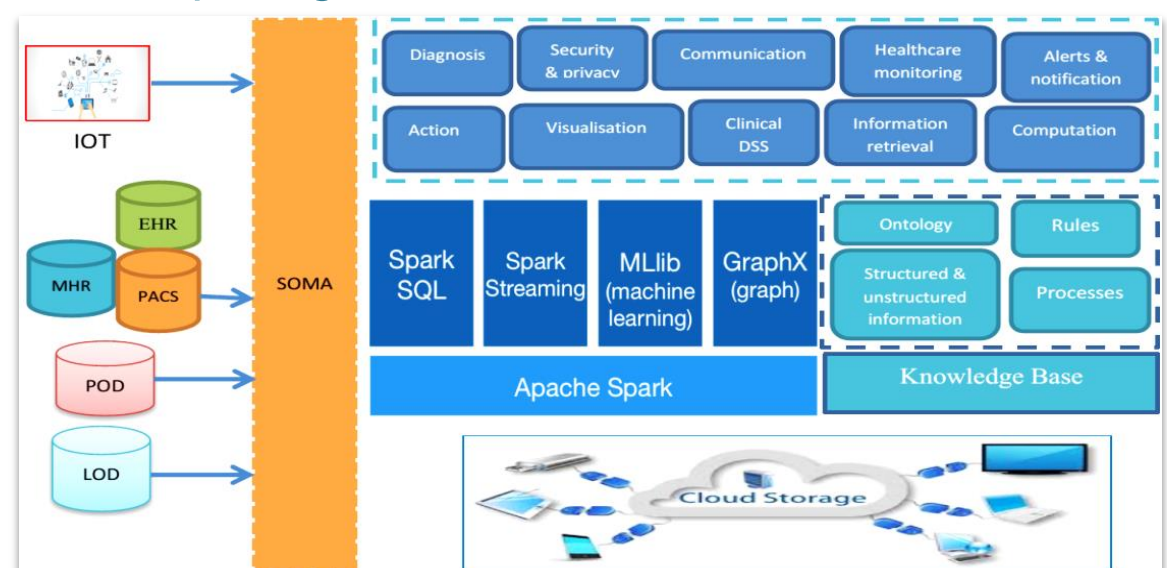 IOT
EHR
MHR
PACS
POD
LOD
SOMA
Diagnosis
Security
& privacy
Communication
Healthcare
monitoring
Alerts &
notification
Action
Visualisation
Clinical
DSS
Information
retrieval
Computation
Spark
SQL
Spark
Streaming
MLlib
(machine
learning)
GraphX
(graph)
Ontology
Rules
Structured &
unstructured
information
Processes
Apache Spark
Knowledge Base
Cloud Storage